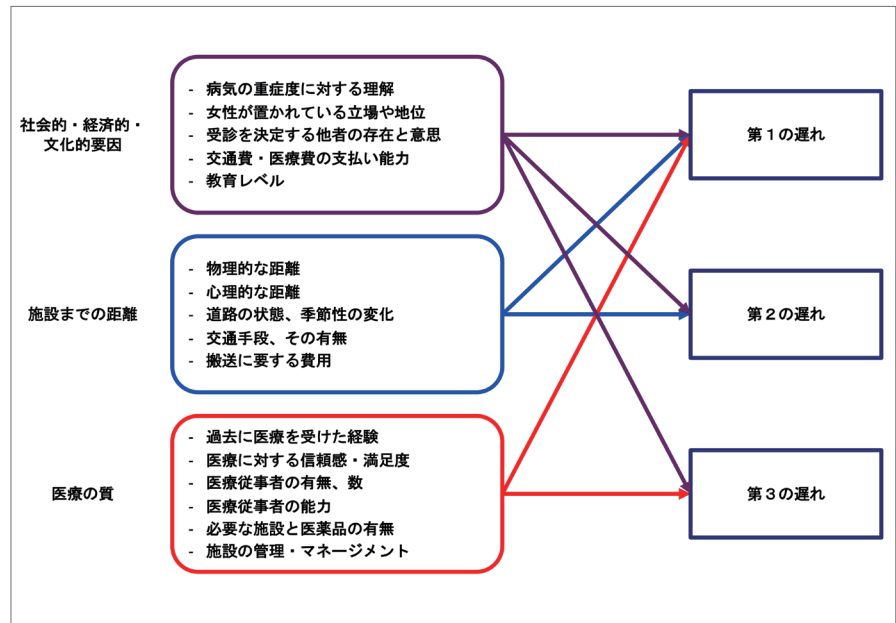 社会的・経済的・
文化的要因
- 病気の重症度に対する理解
- 女性が置かれている立場や地位
- 受診を決定する他者の存在と意思
- 交通費・医療費の支払い能力
- 教育レベル
第１の遅れ
施設までの距離
- 物理的な距離
- 心理的な距離
- 道路の状態、季節性の変化
- 交通手段、その有無
- 搬送に要する費用
第２の遅れ
医療の質
- 過去に医療を受けた経験
- 医療に対する信頼感・満足度
- 医療従事者の有無、数
- 医療従事者の能力
- 必要な施設と医薬品の有無
- 施設の管理・マネージメント
第３の遅れ